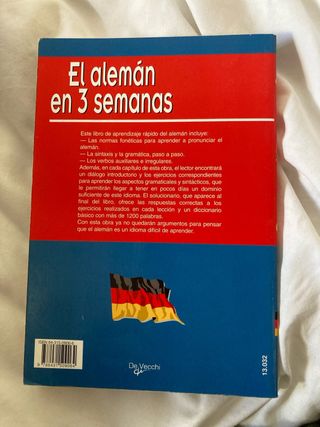 El alemán
en 3 semanas
Este libro de aprendizaje rápido del alemán incluye:
— Las normas fonéticas para aprender a pronunciar el
alemán.
— La sintaxis y la gramática, paso a paso.
— Los verbos auxiliares e irregulares.
Además, en cada capítulo de esta obra, el lector encontrará
un diálogo introductorio y los ejercicios correspondientes
para aprender los aspectos gramaticales y sintácticos, que
le permitirán llegar a tener en pocos días un dominio
suficiente de este idioma. El solucionario, que aparece al
final del libro, ofrece las respuestas correctas a los
ejercicios realizados en cada lección y un diccionario
básico con más de 1200 palabras.
Con esta obra ya no quedarán argumentos para pensar
que el alemán es un idioma difícil de aprender.
De Vecchi
13.032